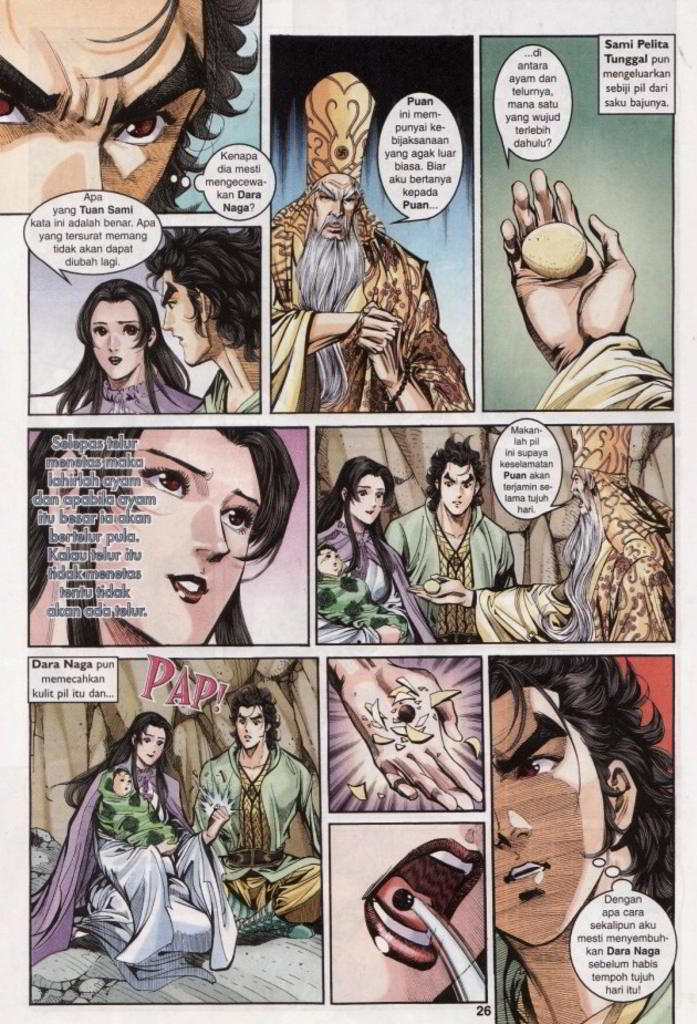 Kenapa
dia mesti
mengecewa-
kan Dara
Naga?
Apa
yang Tuan Sami
kata ini adalah benar. Apa
yang tersurat memang
tidak akan dapat
diubah lagi.
Puan
ini mem-
punyai ke-
bijaksanaan
yang agak luar
biasa. Biar
aku bertanya
kepada
Puan...
Sami Pelita
Tunggal pun
mengeluarkan
sebiji pil dari
saku bajunya.
...di
antara
ayam dan
telurnya,
mana satu
yang wujud
terlebih
dahulu?
Selepas telur
menetas maka
lahirlah ayam
dan apabila ayam
itu besar ia akan
bertelur pula.
Kalau telur itu
tidak menetas
tentu tidak
akan ada telur.
Makan-
lah pil
ini supaya
keselamatan
Puan akan
terjamin se-
lama tujuh
hari.
Dara Naga pun
memecahkan
kulit pil itu dan...
PAP!
Dengan
apa cara
sekalipun aku
mesti menyembuh-
kan Dara Naga
sebelum habis
tempoh tujuh
hari itu!
26